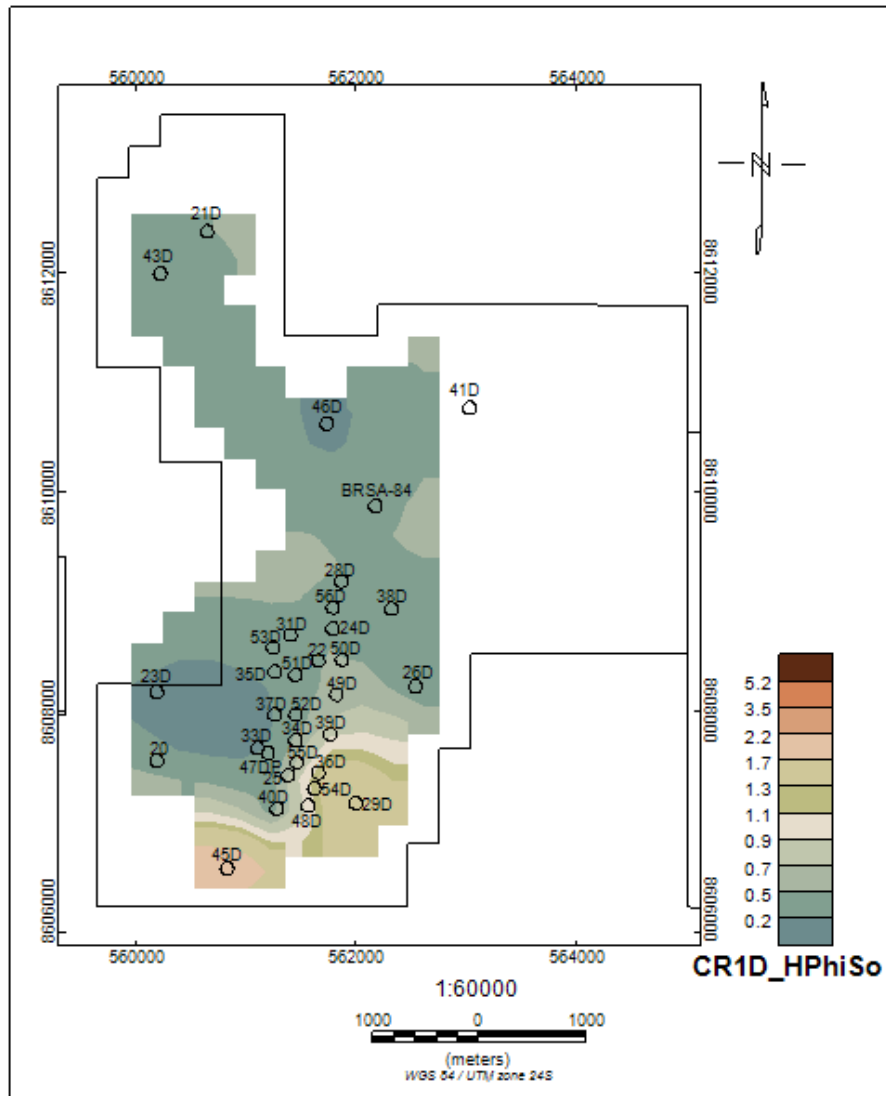 560000 562000 564000
N
21D
43D
8612000 8612000
41D
46D
8610000 BRSA-84 8610000
28D
56D 38D
31D 24D
53D
22 50D
35D 51D
23D 26D
49D
8608000 37D 52D 8608000
39D
33D 34D
20 55D
47DP 36D
25
40D 54D 29D
48D
45D
8606000 8606000
560000 562000 564000
5.2
3.5
2.2
1.7
1.3
1.1
0.9
0.7
0.5
0.2
CR1D_HPhiSo
1:60000
1000 0 1000
(meters)
WGS 84 / UTM zone 24S